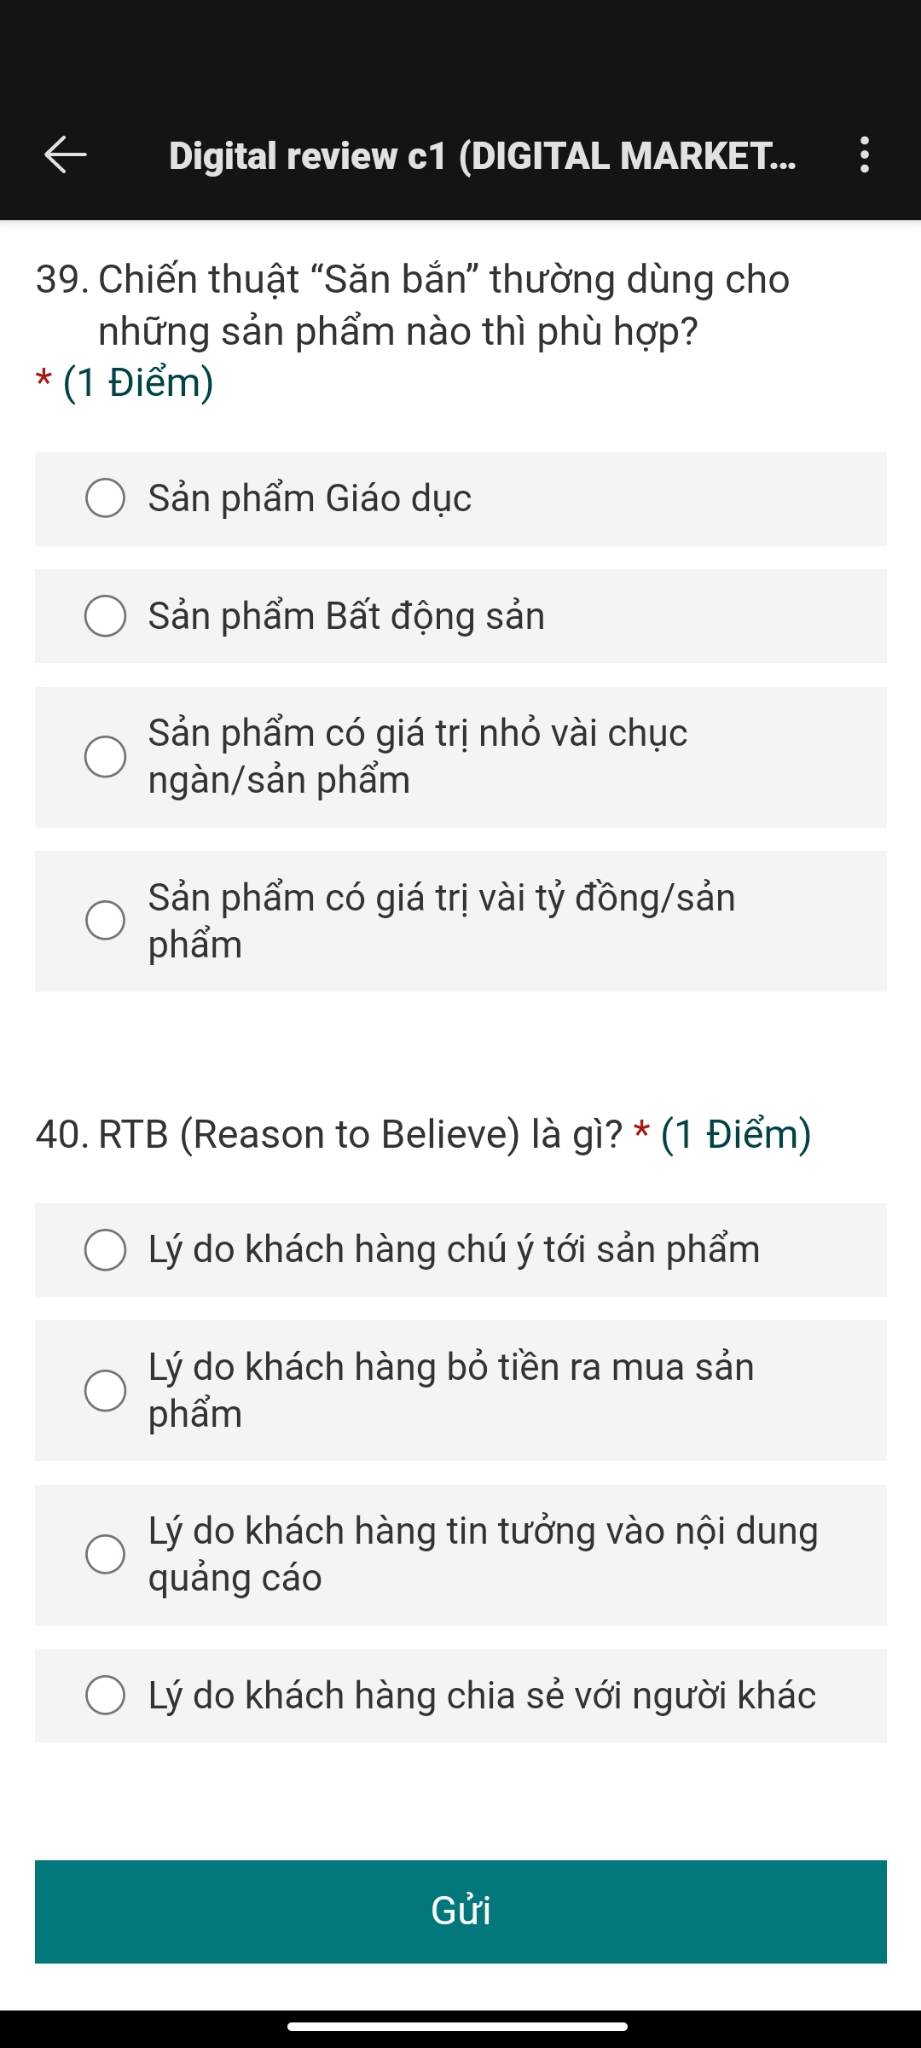 Digital review c1 (DIGITAL MARKET...
39. Chiến thuật “Săn bắn” thường dùng cho
những sản phẩm nào thì phù hợp?
* (1 Điểm)
Sản phẩm Giáo dục
Sản phẩm Bất động sản
Sản phẩm có giá trị nhỏ vài chục
ngàn/sản phẩm
Sản phẩm có giá trị vài tỷ đồng/sản
phẩm
40. RTB (Reason to Believe) là gì? * (1 Điểm)
Lý do khách hàng chú ý tới sản phẩm
Lý do khách hàng bỏ tiền ra mua sản
phẩm
Lý do khách hàng tin tưởng vào nội dung
quảng cáo
Lý do khách hàng chia sẻ với người khác
Gửi